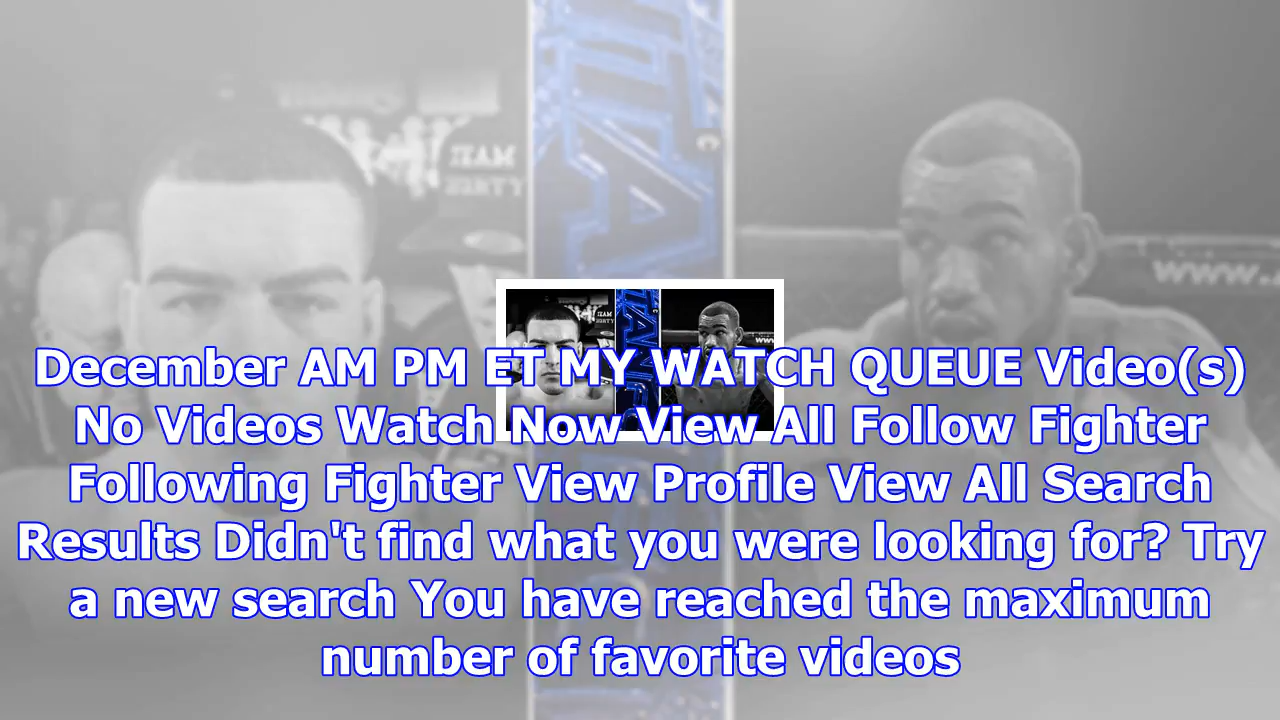 TEAM
December AM PM ET MY WATCH QUEUE Video(s)
No Videos Watch Now View All Follow Fighter
Following Fighter View Profile View All Search
Results Didn't find what you were looking for? Try
a new search You have reached the maximum
number of favorite videos
www.